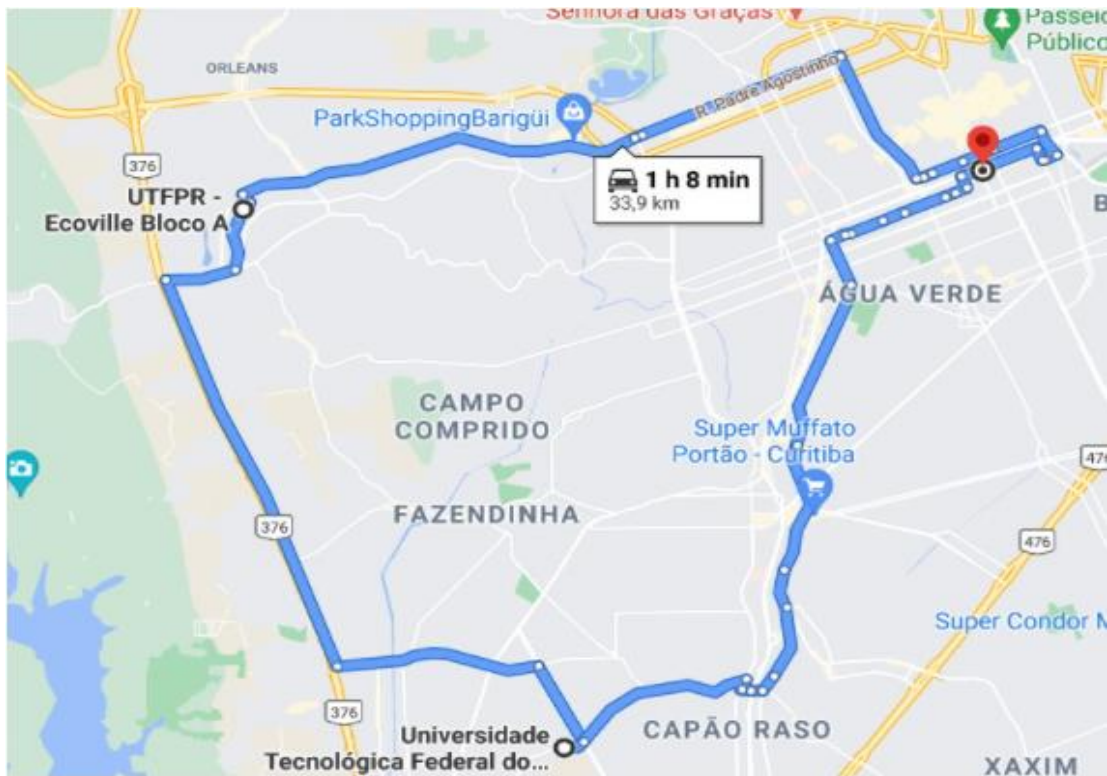 Senhora das Graças
Passeio
Público
ORLEANS
R. Padre Agostinho
ParkShoppingBarigüi
376
UTFPR -
Ecoville Bloco A
1 h 8 min
33,9 km
B
ÁGUA VERDE
CAMPO
COMPRIDO
Super Muffato
Portão - Curitiba
476
FAZENDINHA
376
476
Super Condor M
376
Universidade
Tecnológica Federal do...
CAPÃO RASO
XAXIM